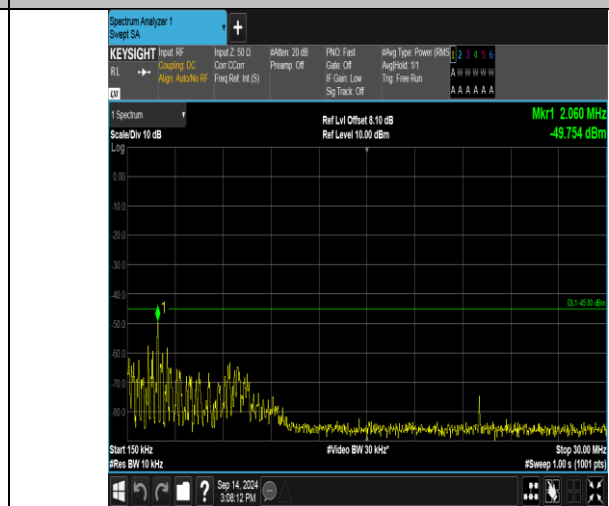 Spectrum Analyzer 1
Swept SA
+
KEYSIGHT
RL
Input: RF
Coupling: DC
Align: Auto/No RF
Input Z: 50 Ω
Corr CCorr
Freq Ref: Int (S)
#Atten: 20 dB
Preamp: Off
PNO: Fast
Gate: Off
IF Gain: Low
Sig Track: Off
#Avg Type: Power (RMS
Avg|Hold: 1/1
Trig: Free Run
1 2 3 4 5 6
A W W W W W
A A A A A A
1 Spectrum
Scale/Div 10 dB
Ref Lvl Offset 8.10 dB
Ref Level 10.00 dBm
Mkr1 2.060 MHz
-49.754 dBm
Log
0.00
-10.0
-20.0
-30.0
-40.0
DL1 -45.00 dBm
1
-50.0
-60.0
-70.0
-80.0
Start 150 kHz
#Res BW 10 kHz
#Video BW 30 kHz*
Stop 30.00 MHz
#Sweep 1.00 s (1001 pts)
?
Sep 14, 2024
3:08:12 PM